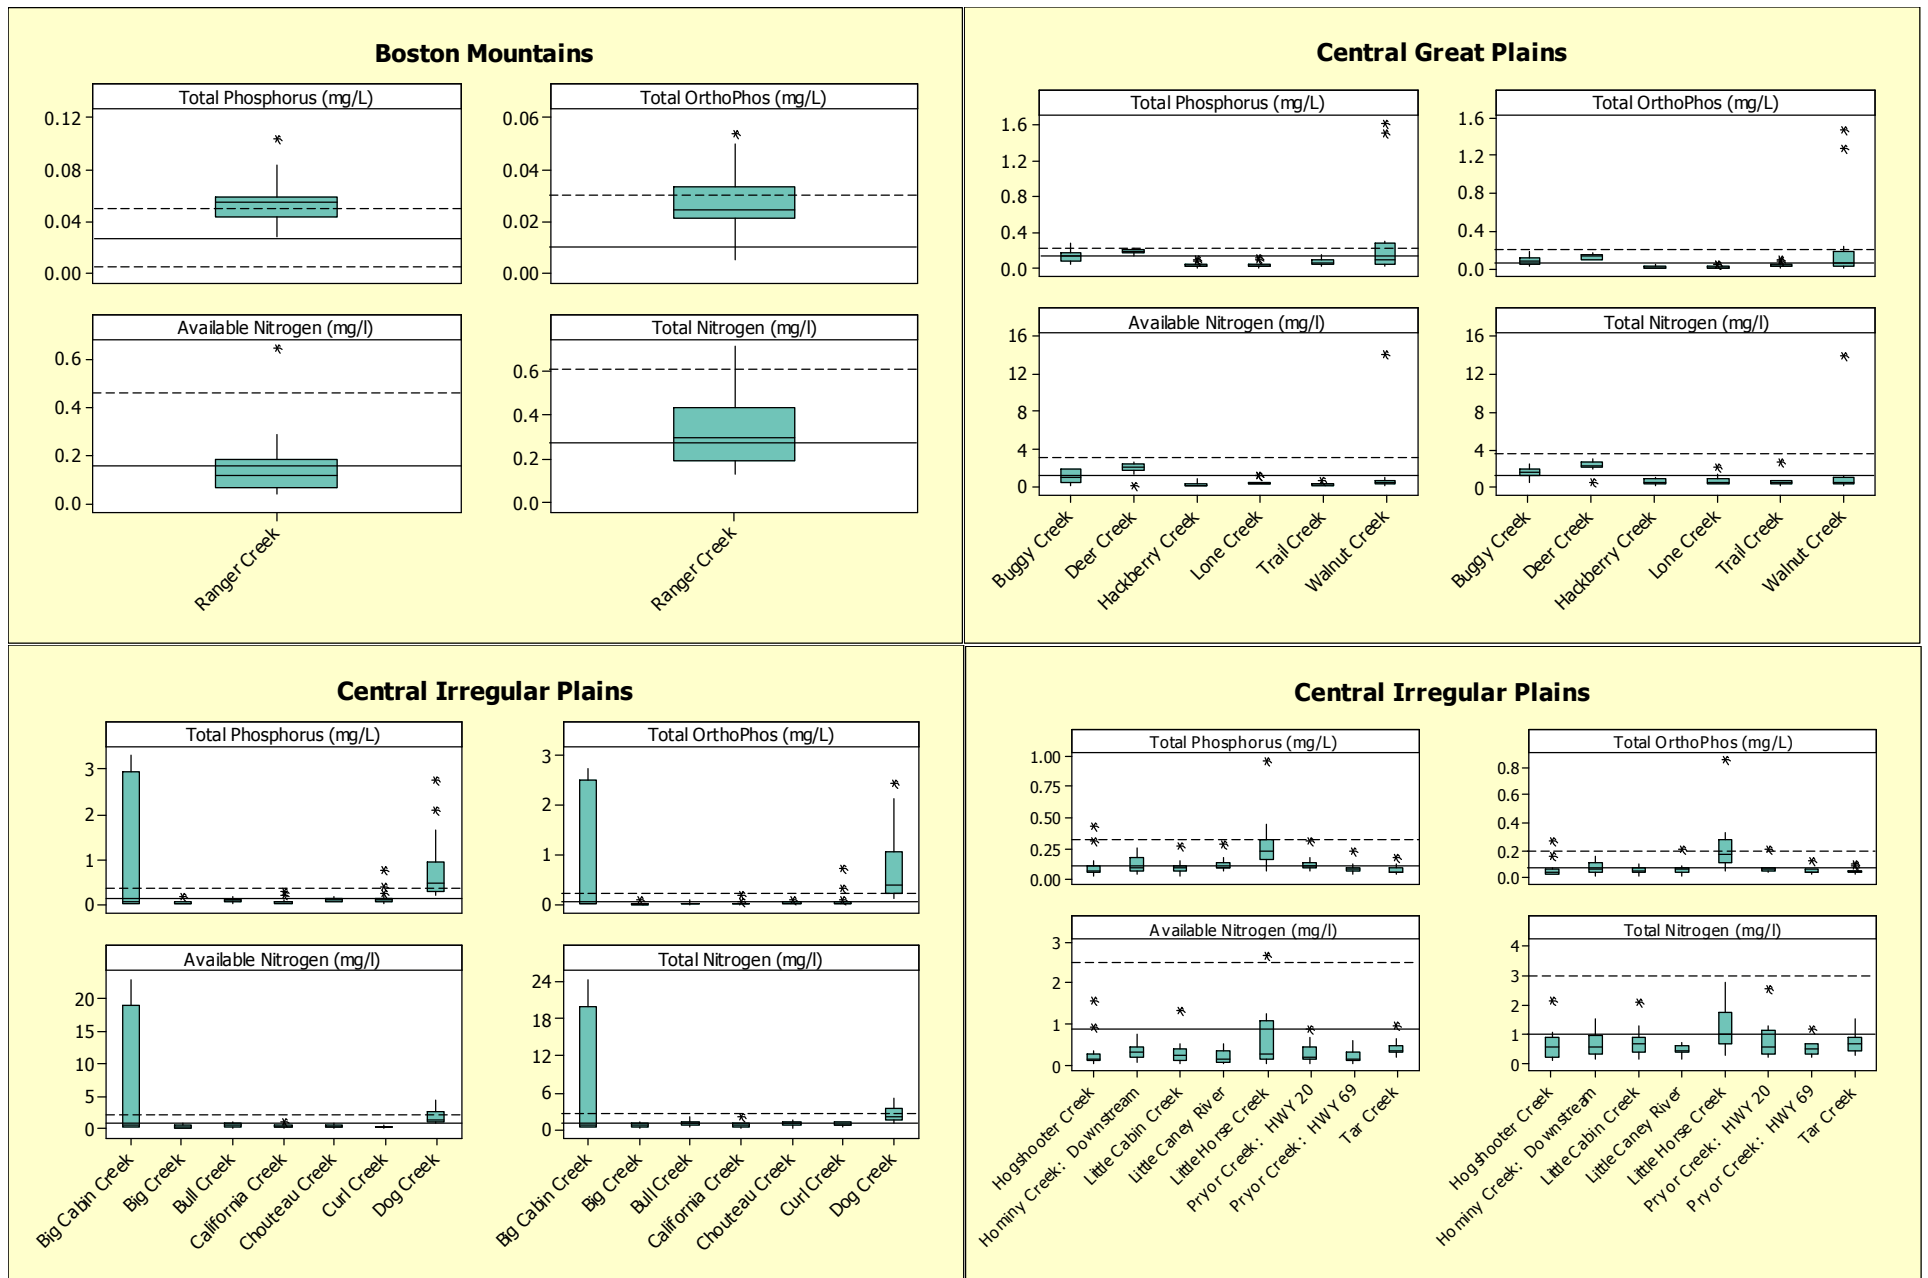 Boston Mountains
Total Phosphorus (mg/L)
0.12
0.08
0.04
0.00
Total OrthoPhos (mg/L)
0.06
0.04
0.02
0.00
Available Nitrogen (mg/l)
0.6
0.4
0.2
0.0
Ranger Creek
Total Nitrogen (mg/l)
0.6
0.4
0.2
0.0
Ranger Creek
Central Great Plains
Total Phosphorus (mg/L)
1.6
1.2
0.8
0.4
0.0
Total OrthoPhos (mg/L)
1.6
1.2
0.8
0.4
0.0
Available Nitrogen (mg/l)
16
12
8
4
0
Buggy Creek
Deer Creek
Hackberry Creek
Lone Creek
Trail Creek
Walnut Creek
Total Nitrogen (mg/l)
16
12
8
4
0
Buggy Creek
Deer Creek
Hackberry Creek
Lone Creek
Trail Creek
Walnut Creek
Central Irregular Plains
Total Phosphorus (mg/L)
3
2
1
0
Total OrthoPhos (mg/L)
3
2
1
0
Available Nitrogen (mg/l)
20
15
10
5
0
Big Cabin Creek
Big Creek
Bull Creek
California Creek
Chouteau Creek
Curl Creek
Dog Creek
Total Nitrogen (mg/l)
24
18
12
6
0
Big Cabin Creek
Big Creek
Bull Creek
California Creek
Chouteau Creek
Curl Creek
Dog Creek
Central Irregular Plains
Total Phosphorus (mg/L)
1.00
0.75
0.50
0.25
0.00
Total OrthoPhos (mg/L)
0.8
0.6
0.4
0.2
0.0
Available Nitrogen (mg/l)
3
2
1
0
Hogshooter Creek
Hominy Creek: Downstream
Little Cabin Creek
Little Caney River
Little Horse Creek
Pryor Creek: HWY 20
Pryor Creek: HWY 69
Tar Creek
Total Nitrogen (mg/l)
4
3
2
1
0
Hogshooter Creek
Hominy Creek: Downstream
Little Cabin Creek
Little Caney River
Little Horse Creek
Pryor Creek: HWY 20
Pryor Creek: HWY 69
Tar Creek